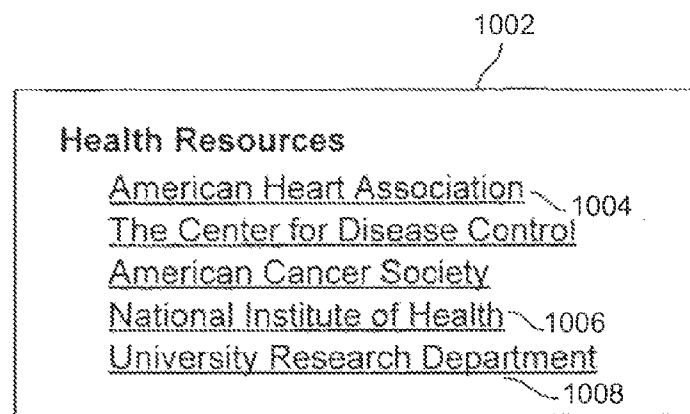 1002
Health Resources
American Heart Association 1004
The Center for Disease Control
American Cancer Society
National Institute of Health 1006
University Research Department
1008